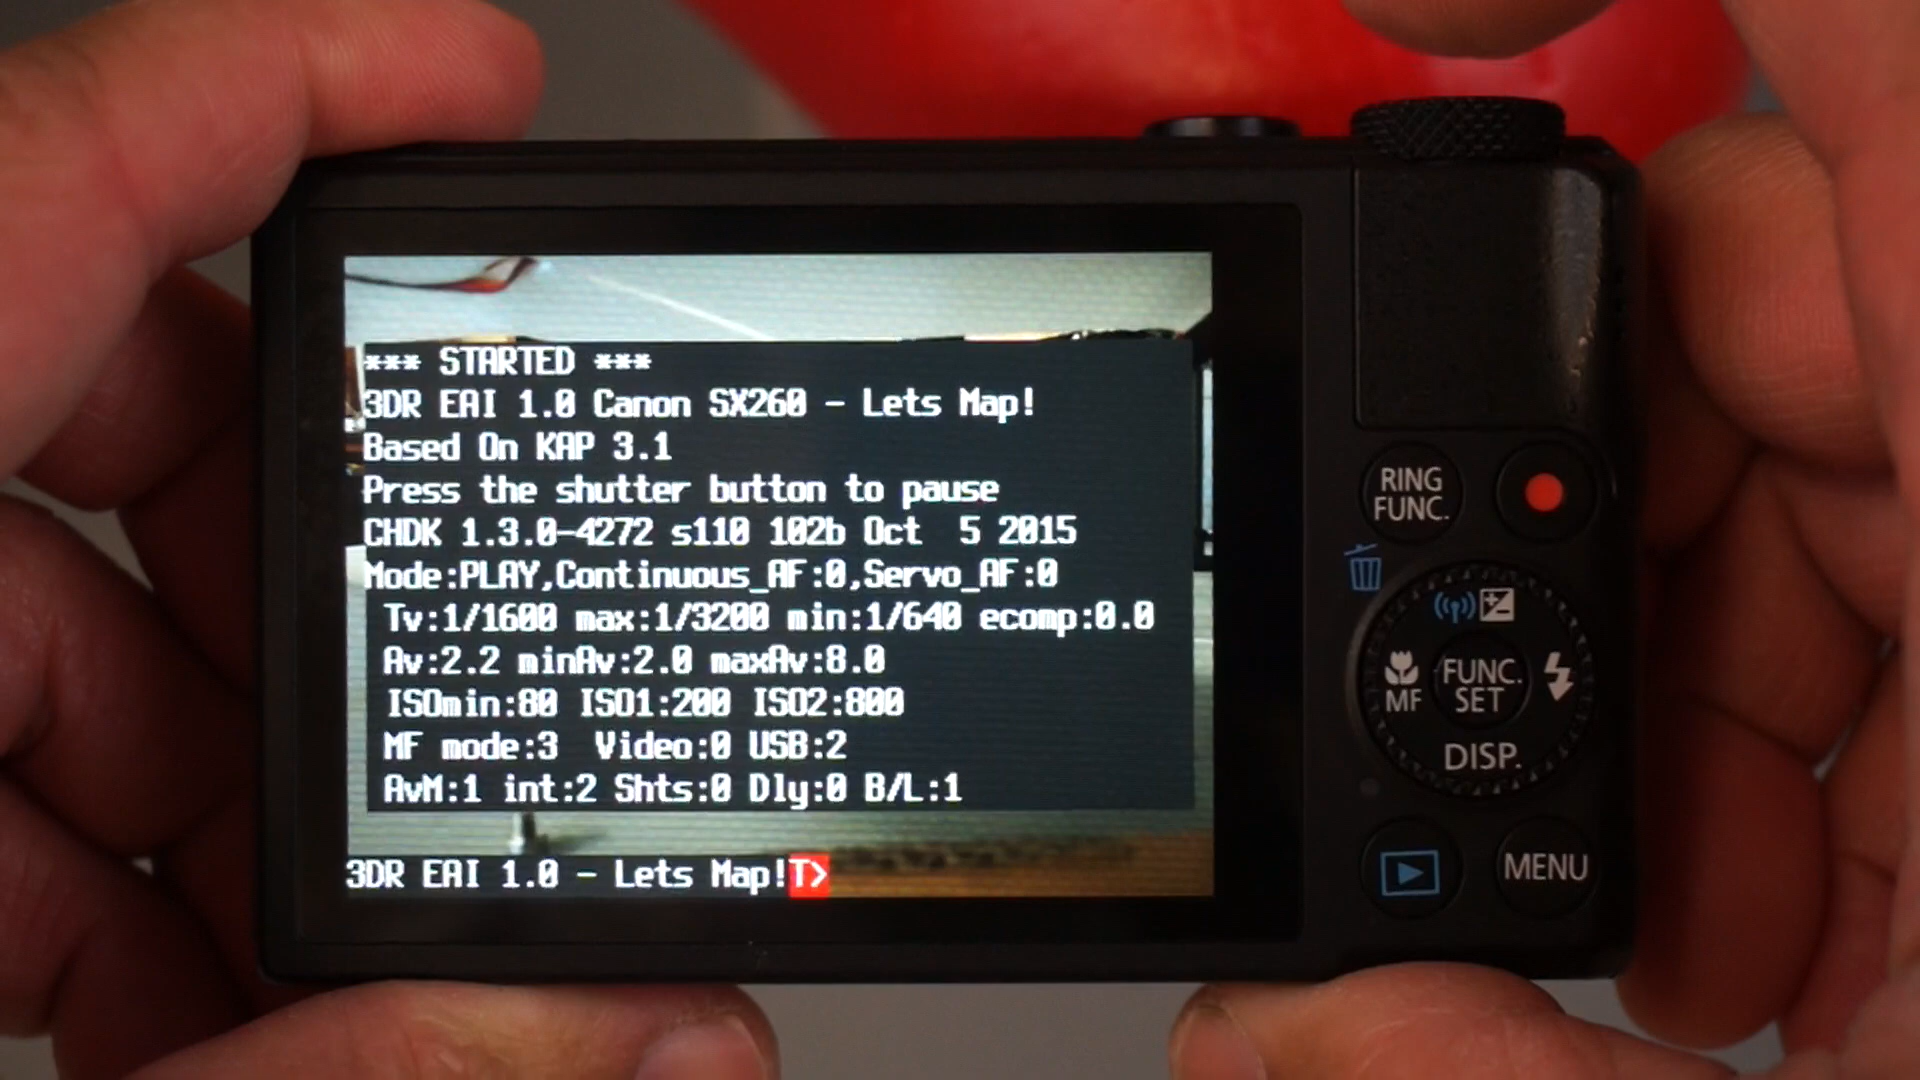 *** STARTED ***
3DR EAI 1.0 Canon SX260 - Lets Map!
Based On KAP 3.1
Press the shutter button to pause
CHDK 1.3.0-4272 s110 102b Oct  5 2015
Mode:PLAY,Continuous_AF:0,Servo_AF:0
Tv:1/1600 max:1/3200 min:1/640 ecomp:0.0
Av:2.2 minAv:2.0 maxAv:8.0
ISOmin:80 ISO1:200 ISO2:800
MF mode:3  Video:0 USB:2
AvM:1 int:2 Shts:0 Dly:0 B/L:1
3DR EAI 1.0 - Lets Map!T>
RING
FUNC.
MF
FUNC.
SET
DISP.
MENU